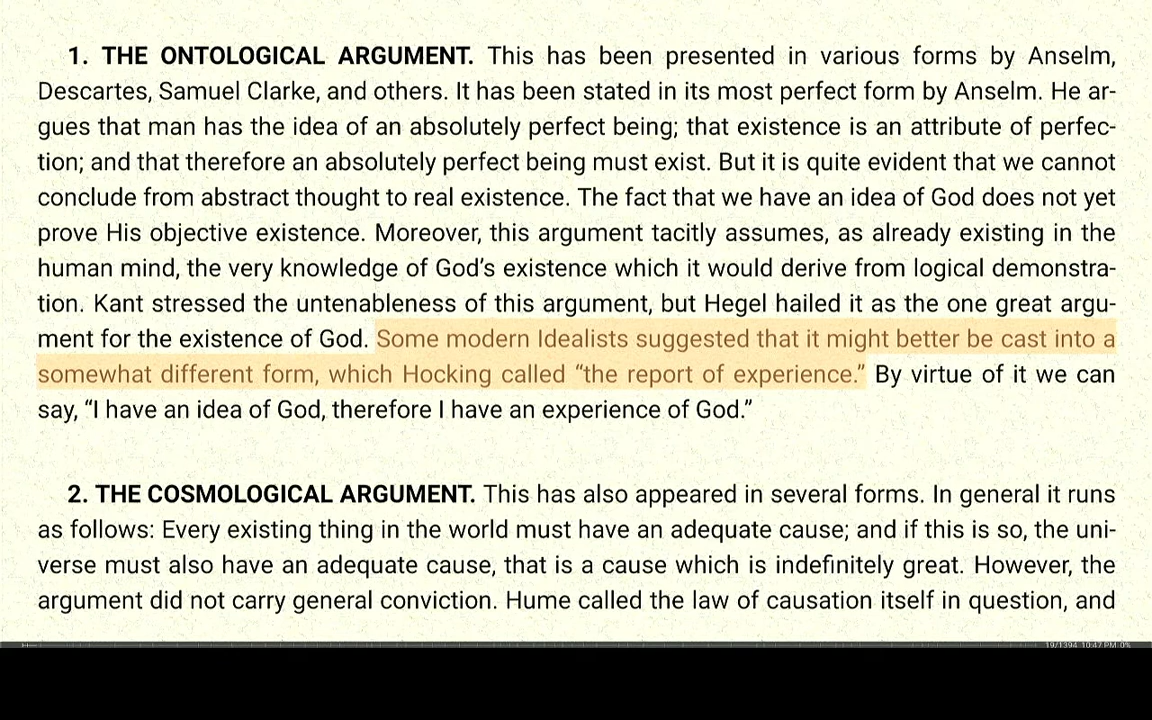 1. THE ONTOLOGICAL ARGUMENT. This has been presented in various forms by Anselm,
Descartes, Samuel Clarke, and others. It has been stated in its most perfect form by Anselm. He ar-
gues that man has the idea of an absolutely perfect being; that existence is an attribute of perfec-
tion; and that therefore an absolutely perfect being must exist. But it is quite evident that we cannot
conclude from abstract thought to real existence. The fact that we have an idea of God does not yet
prove His objective existence. Moreover, this argument tacitly assumes, as already existing in the
human mind, the very knowledge of God’s existence which it would derive from logical demonstra-
tion. Kant stressed the untenableness of this argument, but Hegel hailed it as the one great argu-
ment for the existence of God. Some modern Idealists suggested that it might better be cast into a
somewhat different form, which Hocking called “the report of experience.” By virtue of it we can
say, “I have an idea of God, therefore I have an experience of God.”
2. THE COSMOLOGICAL ARGUMENT. This has also appeared in several forms. In general it runs
as follows: Every existing thing in the world must have an adequate cause; and if this is so, the uni-
verse must also have an adequate cause, that is a cause which is indefinitely great. However, the
argument did not carry general conviction. Hume called the law of causation itself in question, and
19/1394 10:47 PM 0%